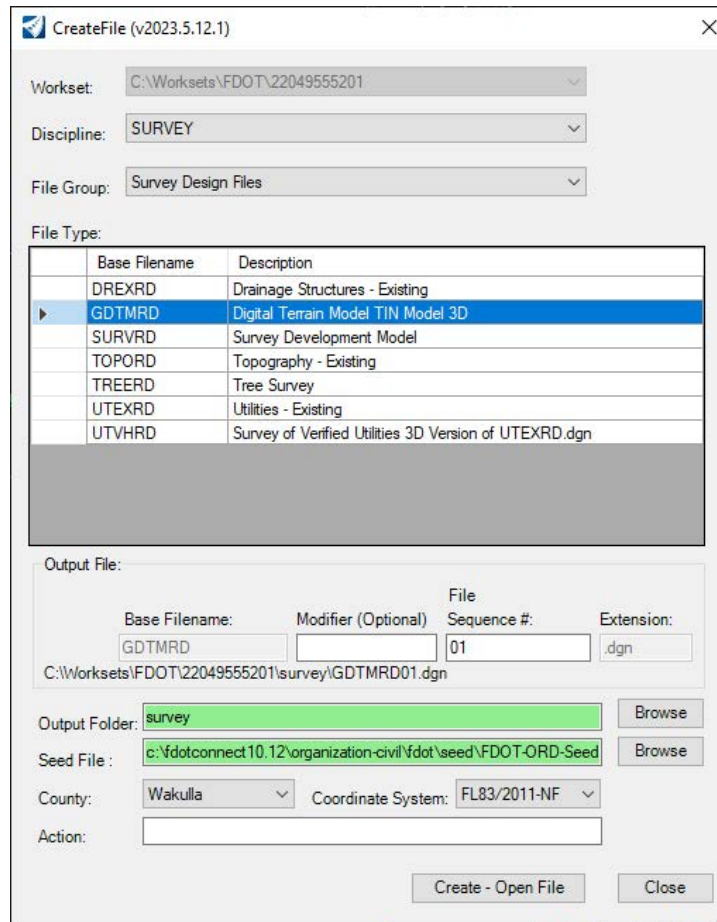 CreateFile (v2023.5.12.1)
Workset: C:\Worksets\FDOT\22049555201
Discipline: SURVEY
File Group: Survey Design Files
File Type:
Base Filename Description
DREXRD Drainage Structures - Existing
GDTMRD Digital Terrain Model TIN Model 3D
SURVRD Survey Development Model
TOPORD Topography - Existing
TREERD Tree Survey
UTEXRD Utilities - Existing
UTVHRD Survey of Verified Utilities 3D Version of UTEXRD.dgn
Output File:
File
Base Filename: Modifier (Optional) Sequence #: Extension:
GDTMRD 01 .dgn
C:\Worksets\FDOT\22049555201\survey\GDTMRD01.dgn
Output Folder: survey Browse
Seed File : c:\fdotconnect10.12\organization-civil\fdot\seed\FDOT-ORD-Seed Browse
County: Wakulla Coordinate System: FL83/2011-NF
Action:
Create - Open File Close